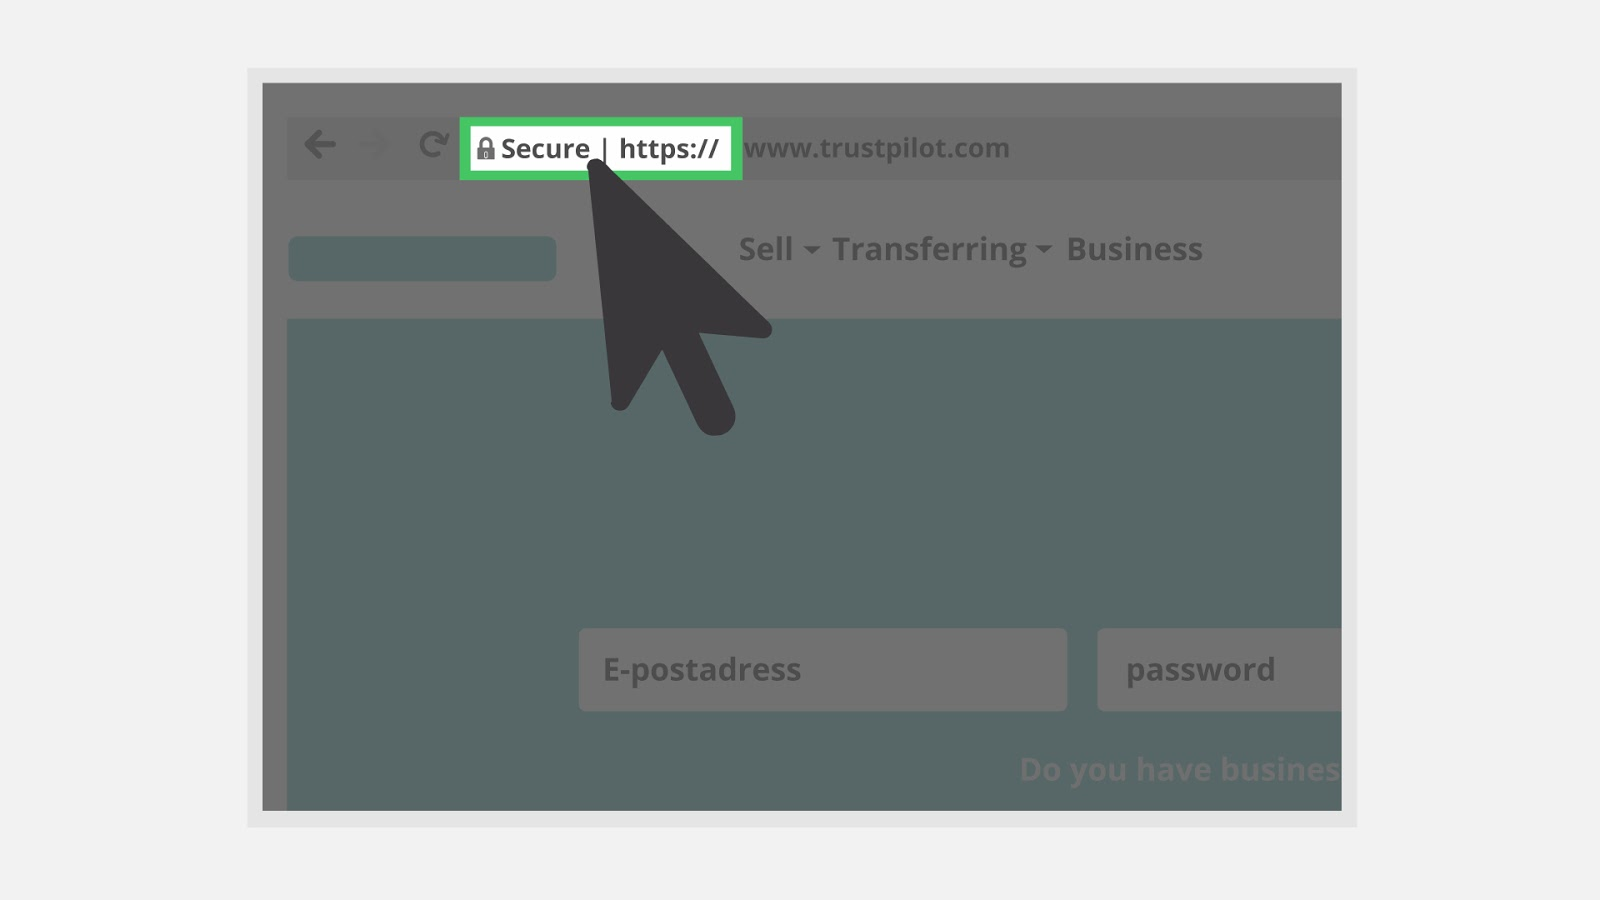 Secure | https:// www.trustpilot.com
Sell Transferring Business
E-postadress password
Do you have busines